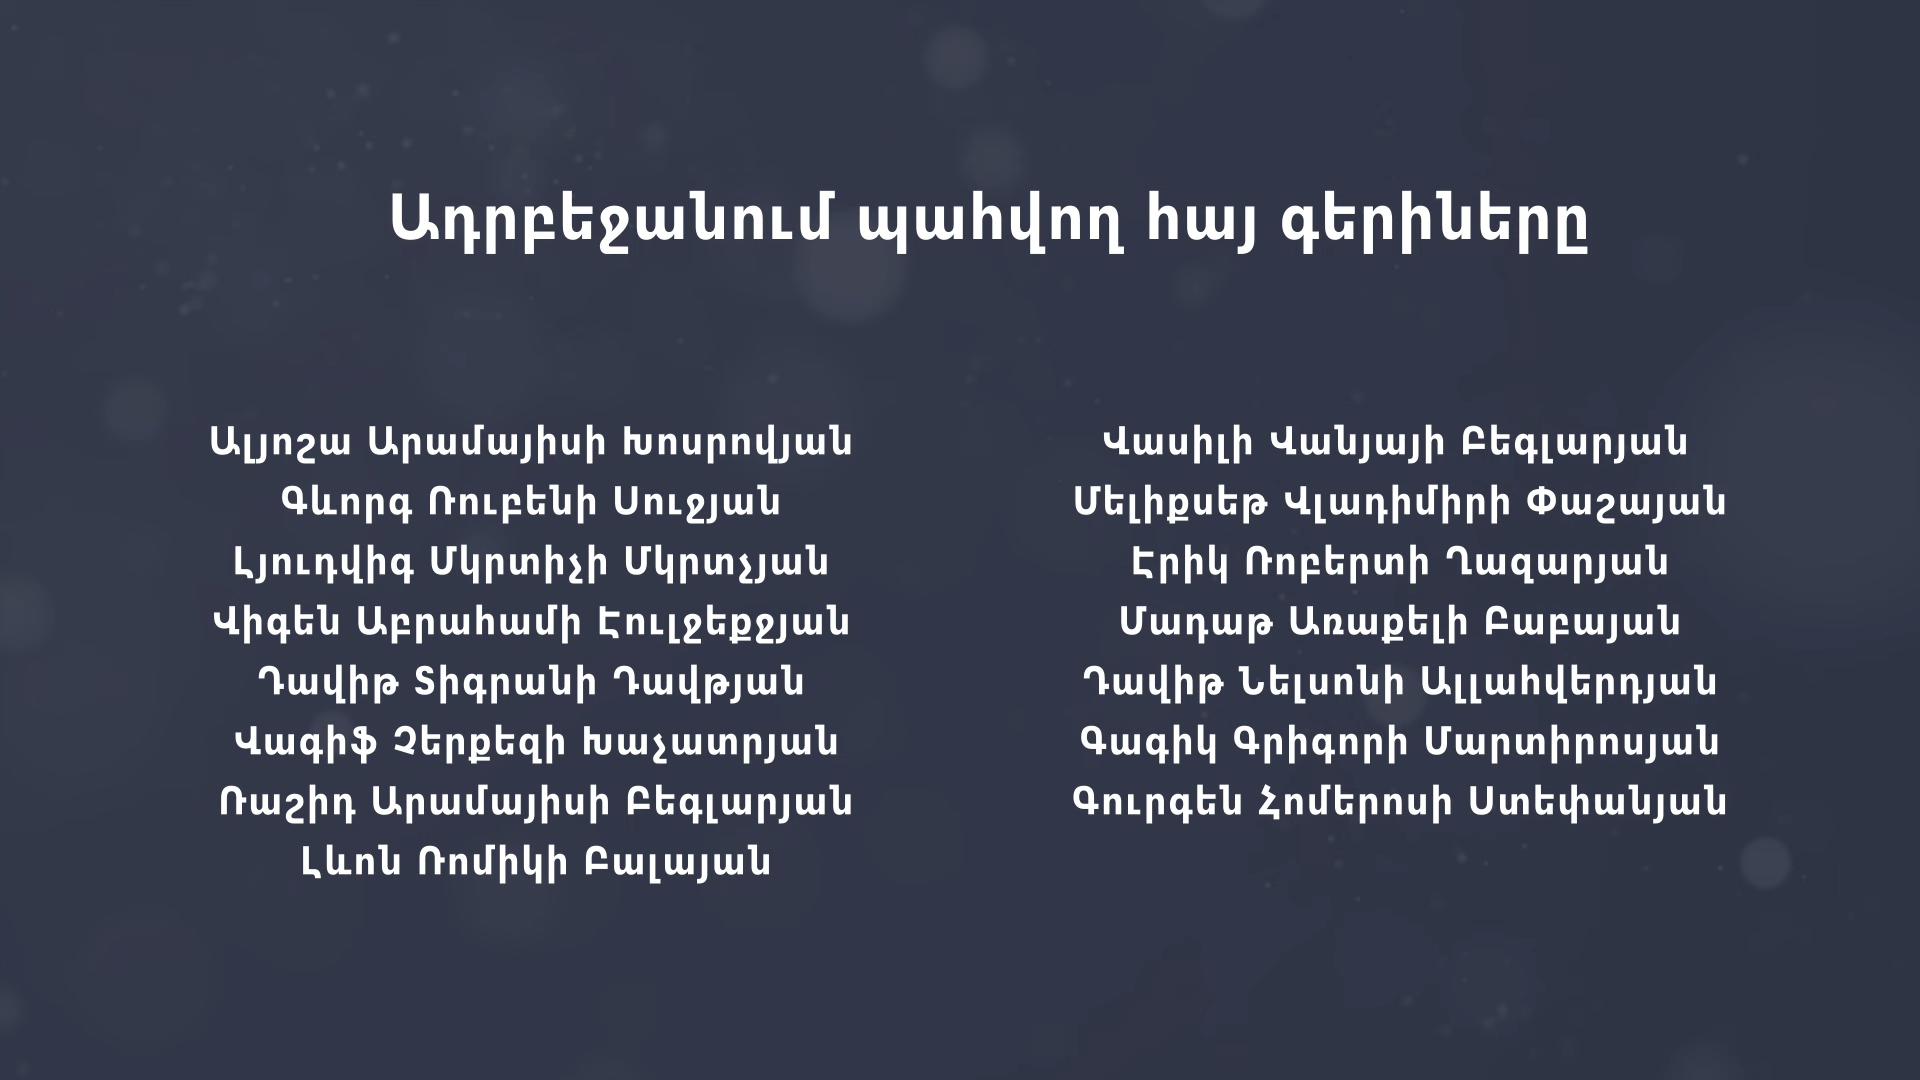 Ադրբեջանում պահվող հայ գերիները
Ալյոշա Արամայիսի Խոսրովյան
Գևորգ Ռուբենի Սուջյան
Լյուդվիգ Մկրտիչի Մկրտչյան
Վիգեն Աբրահամի Էուլջեքջյան
Դավիթ Տիգրանի Դավթյան
Վագիֆ Չերքեզի Խաչատրյան
Ռաշիդ Արամայիսի Բեգլարյան
Լևոն Ռոմիկի Բալայան
Վասիլի Վանյայի Բեգլարյան
Մելիքսեթ Վլադիմիրի Փաշայան
Էրիկ Ռոբերտի Ղազարյան
Մադաթ Առաքելի Բաբայան
Դավիթ Նելսոնի Ալլահվերդյան
Գագիկ Գրիգորի Մարտիրոսյան
Գուրգեն Հոմերոսի Ստեփանյան